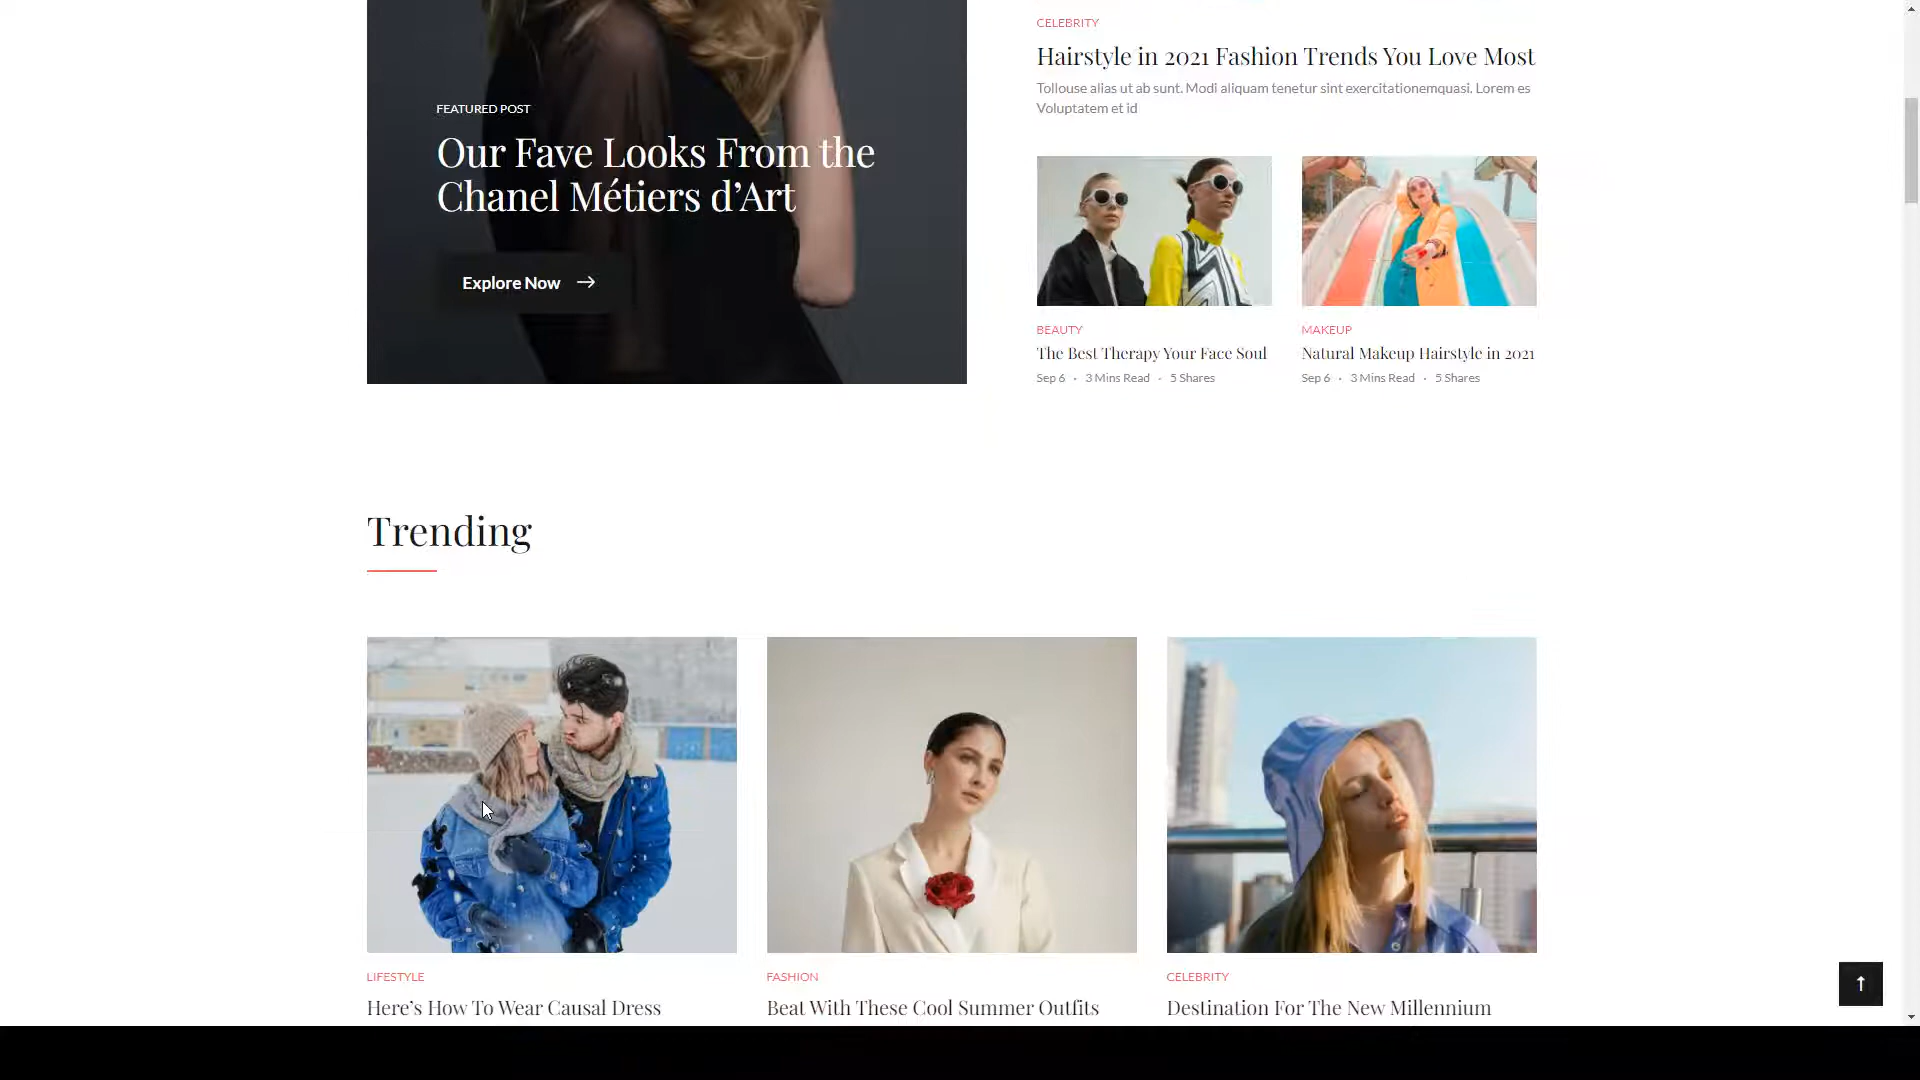 FEATURED POST
Our Fave Looks From the
Chanel Métiers d’Art
Explore Now
CELEBRITY
Hairstyle in 2021 Fashion Trends You Love Most
Tollouse alias ut ab sunt. Modi aliquam tenetur sint exercitationemquasi. Lorem es
Voluptatem et id
BEAUTY
The Best Therapy Your Face Soul
Sep 6 · 3 Mins Read · 5 Shares
MAKEUP
Natural Makeup Hairstyle in 2021
Sep 6 · 3 Mins Read · 5 Shares
Trending
LIFESTYLE
Here’s How To Wear Causal Dress
FASHION
Beat With These Cool Summer Outfits
CELEBRITY
Destination For The New Millennium